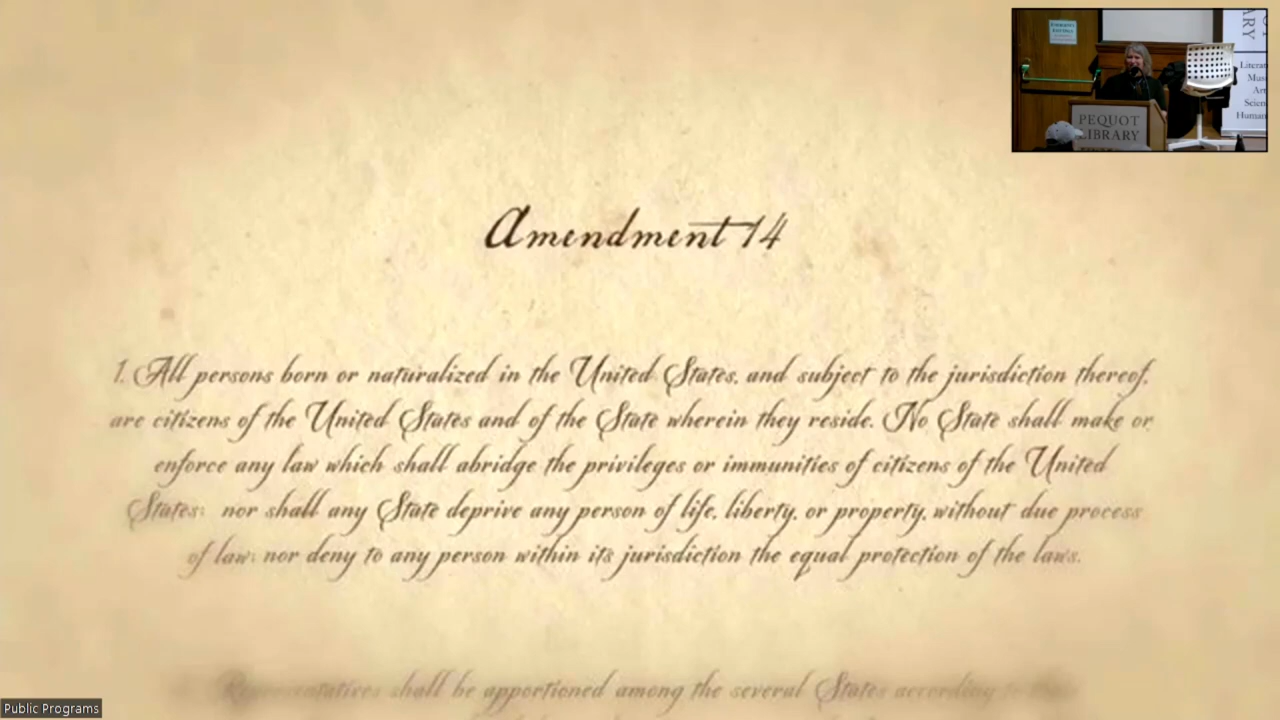 Amendment 14
1. All persons born or naturalized in the United States, and subject to the jurisdiction thereof,
are citizens of the United States and of the State wherein they reside. No State shall make or
enforce any law which shall abridge the privileges or immunities of citizens of the United
States; nor shall any State deprive any person of life, liberty, or property, without due process
of law; nor deny to any person within its jurisdiction the equal protection of the laws.
Representatives shall be apportioned among the several States according to
PEQUOT
LIBRARY
Public Programs